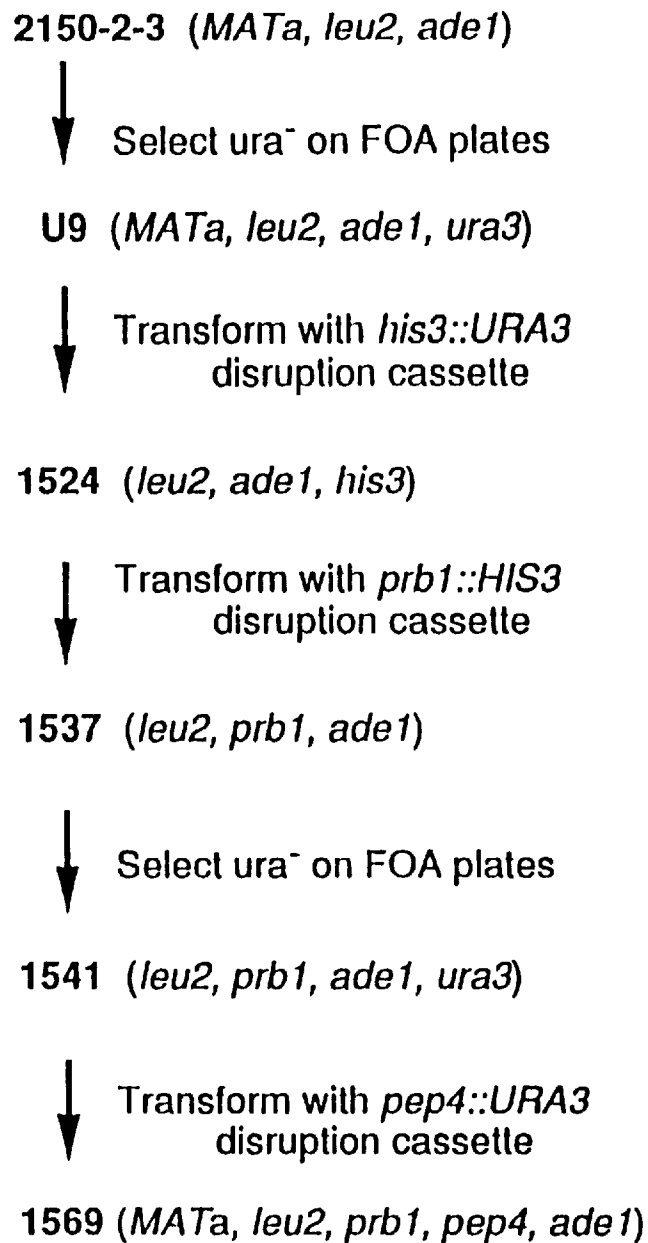 2150-2-3 (MATa, leu2, ade1)
Select ura⁻ on FOA plates
U9 (MATa, leu2, ade1, ura3)
Transform with his3::URA3
disruption cassette
1524 (leu2, ade1, his3)
Transform with prb1::HIS3
disruption cassette
1537 (leu2, prb1, ade1)
Select ura⁻ on FOA plates
1541 (leu2, prb1, ade1, ura3)
Transform with pep4::URA3
disruption cassette
1569 (MATa, leu2, prb1, pep4, ade1)